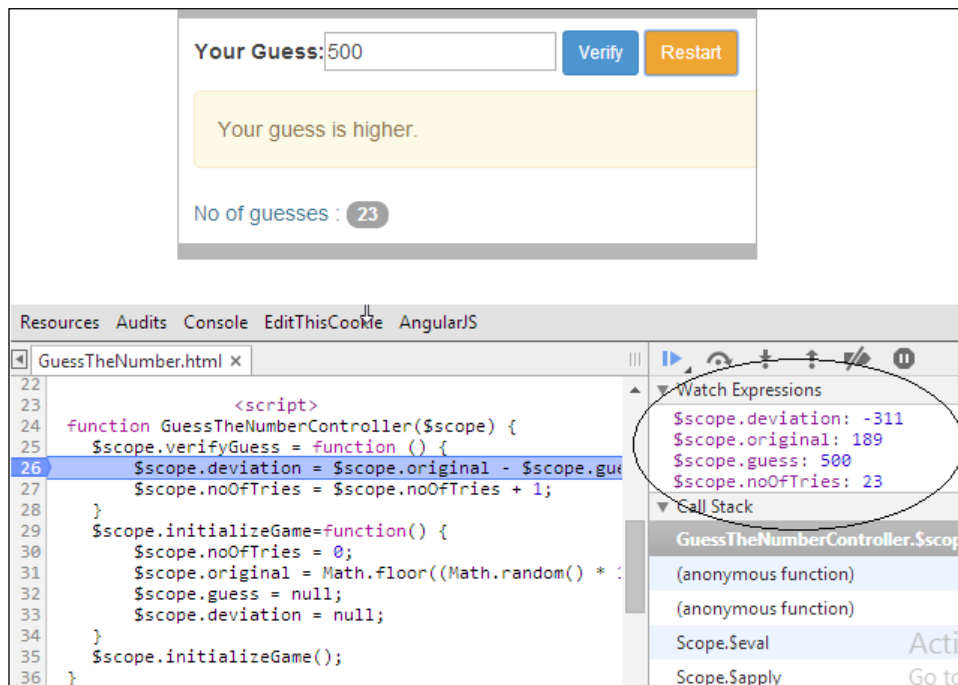 Your Guess: 500 Verify Restart
Your guess is higher.
No of guesses : 23
Resources Audits Console EditThisCookie AngularJS
GuessTheNumber.html ×
22
23 <script>
24 function GuessTheNumberController($scope) {
25 $scope.verifyGuess = function () {
26 $scope.deviation = $scope.original - $scope.gue
27 $scope.noOfTries = $scope.noOfTries + 1;
28 }
29 $scope.initializeGame=function() {
30 $scope.noOfTries = 0;
31 $scope.original = Math.floor((Math.random() *
32 $scope.guess = null;
33 $scope.deviation = null;
34 }
35 $scope.initializeGame();
36 }
Watch Expressions
$scope.deviation: -311
$scope.original: 189
$scope.guess: 500
$scope.noOfTries: 23
Call Stack
GuessTheNumberController.$scop
(anonymous function)
(anonymous function)
Scope.$eval
Scope.$apply
Acti
Go to